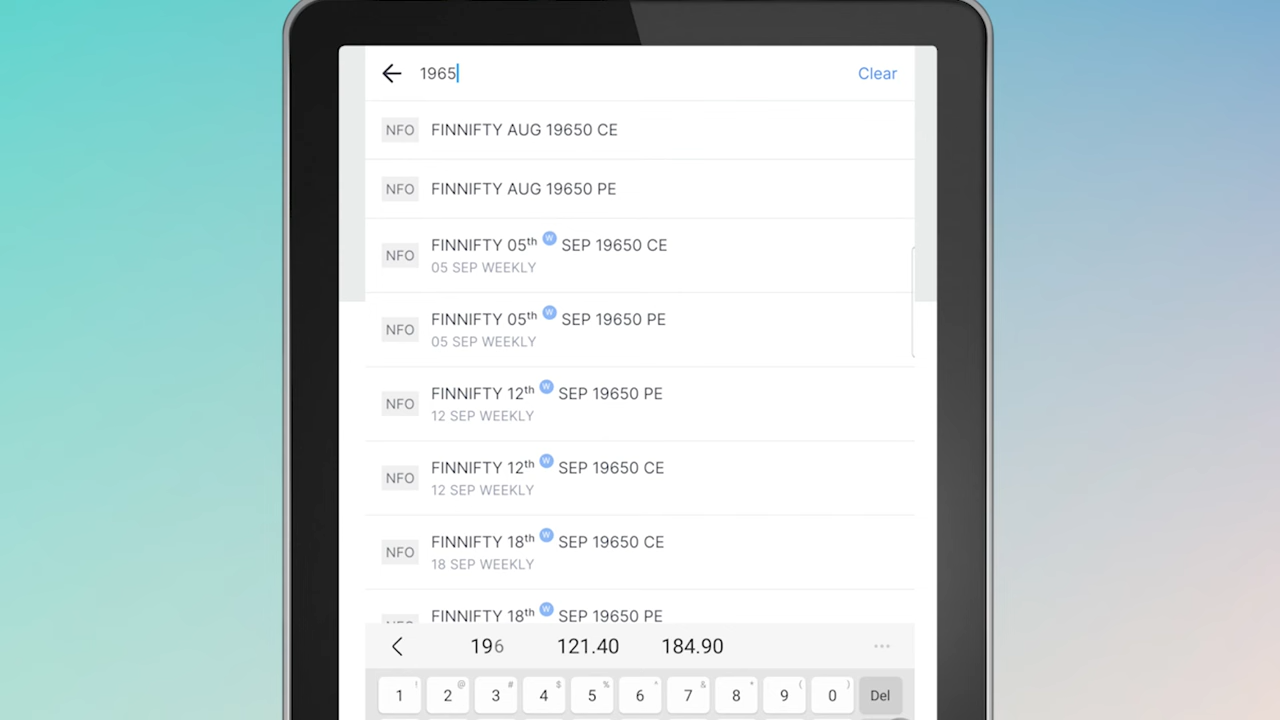 1965 Clear
NFO FINNIFTY AUG 19650 CE
NFO FINNIFTY AUG 19650 PE
NFO FINNIFTY 05th W SEP 19650 CE
05 SEP WEEKLY
NFO FINNIFTY 05th W SEP 19650 PE
05 SEP WEEKLY
NFO FINNIFTY 12th W SEP 19650 PE
12 SEP WEEKLY
NFO FINNIFTY 12th W SEP 19650 CE
12 SEP WEEKLY
NFO FINNIFTY 18th W SEP 19650 CE
18 SEP WEEKLY
FINNIFTY 18th W SEP 19650 PE
196 121.40 184.90 ...
! @ # $ % ^ & * ( )
1 2 3 4 5 6 7 8 9 0 Del